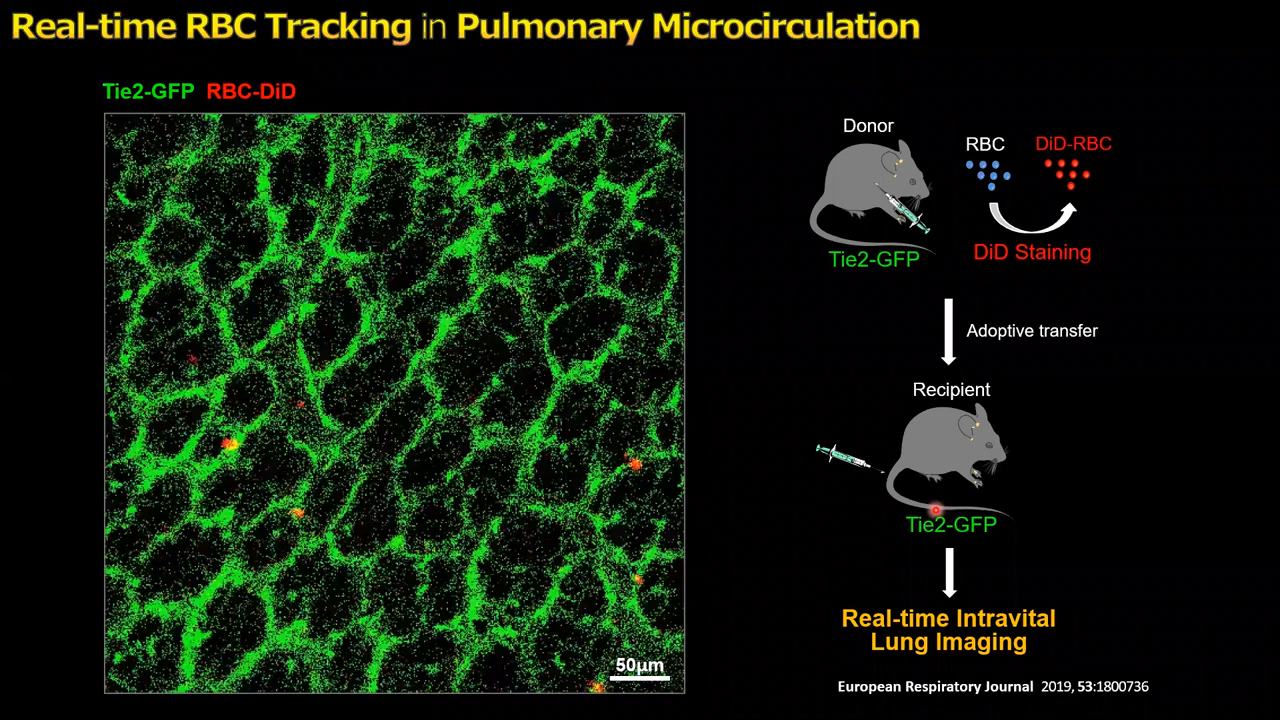 Real-time RBC Tracking in Pulmonary Microcirculation
Tie2-GFP RBC-DiD
50µm
Donor
RBC
DiD-RBC
DiD Staining
Tie2-GFP
Adoptive transfer
Recipient
Tie2-GFP
Real-time Intravital
Lung Imaging
European Respiratory Journal 2019, 53:1800736